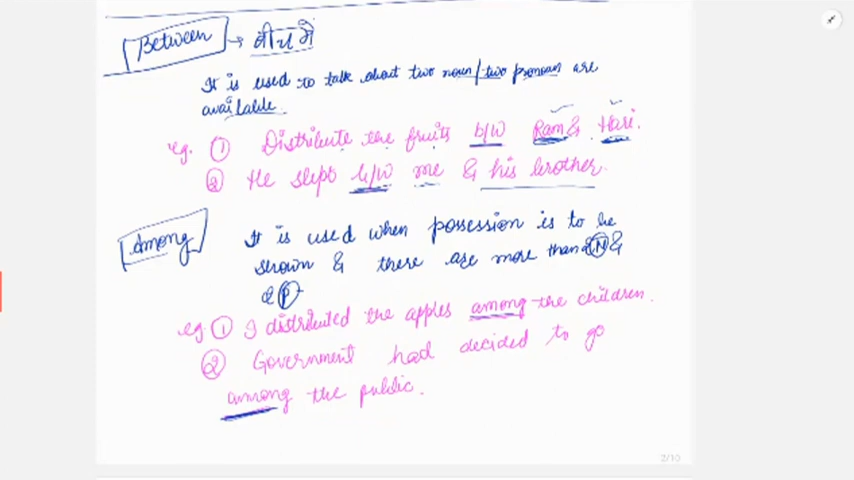 Between → बीच में
It is used to talk about two noun/two pronoun are
available.
eg. ① Distribute the fruits b/w Ram & Hari.
② He slept b/w me & his brother.
Among It is used when possession is to be
shown & there are more than 2 (N) &
2 (P)
eg ① I distributed the apples among the children.
② Government had decided to go
among the public.
2/10